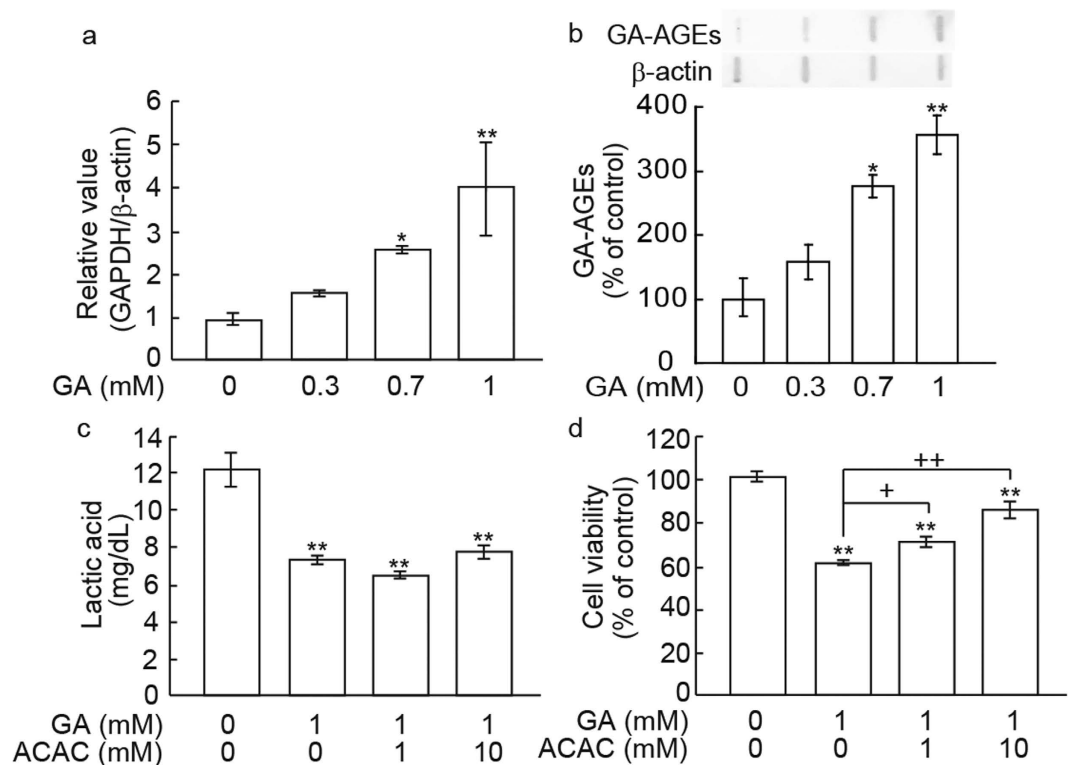 a
Relative value
(GAPDH/β-actin)
6
5
4
3
2
1
0
*
**
GA (mM) 0 0.3 0.7 1
b
GA-AGEs
β-actin
GA-AGEs
(% of control)
400
300
200
100
0
*
**
GA (mM) 0 0.3 0.7 1
c
Lactic acid
(mg/dL)
14
12
10
8
6
4
2
0
** ** **
GA (mM) 0 1 1 1
ACAC (mM) 0 0 1 10
d
Cell viability
(% of control)
120
100
80
60
40
20
0
++
+
** ** **
GA (mM) 0 1 1 1
ACAC (mM) 0 0 1 10